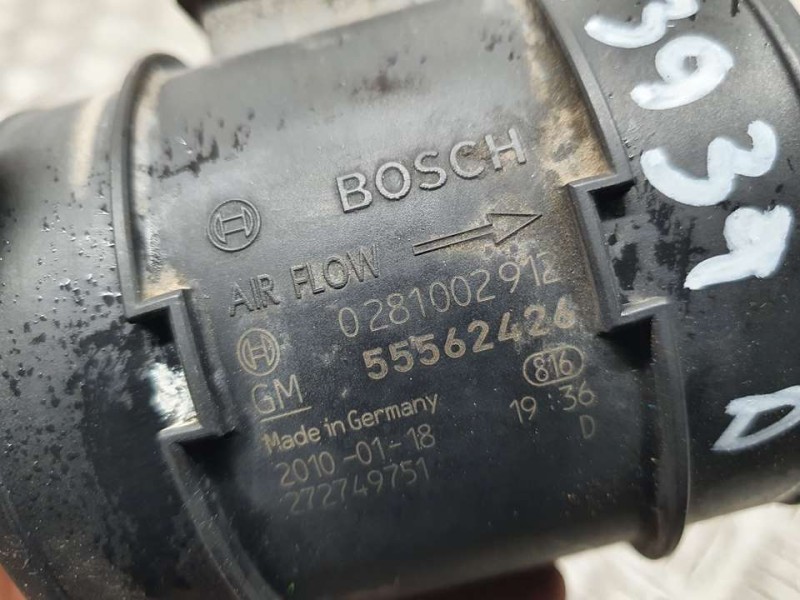 BOSCH
AIR FLOW
0281002912
55562426
GM
816
Made in Germany
19:36
2010-01-18
D
272749751